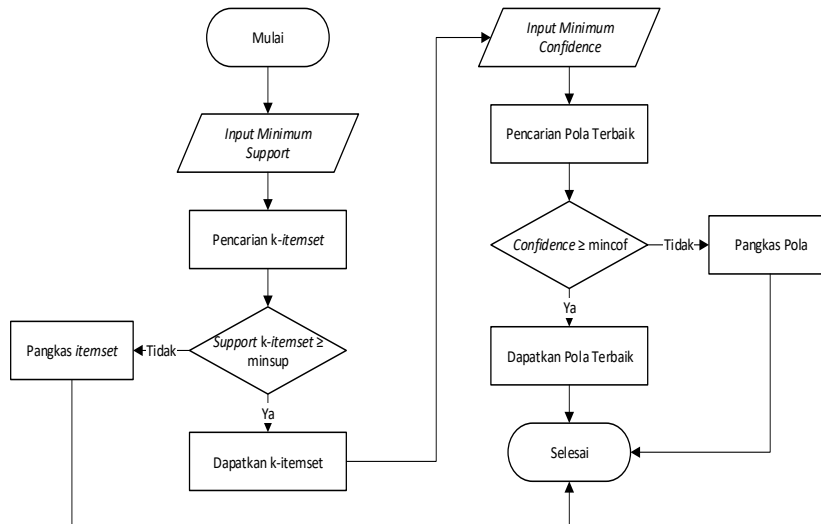 Mulai
Input Minimum
Support
Pencarian k-itemset
Support k-itemset ≥
minsup
Tidak
Pangkas itemset
Ya
Dapatkan k-itemset
Input Minimum
Confidence
Pencarian Pola Terbaik
Confidence ≥ mincof
Tidak
Pangkas Pola
Ya
Dapatkan Pola Terbaik
Selesai